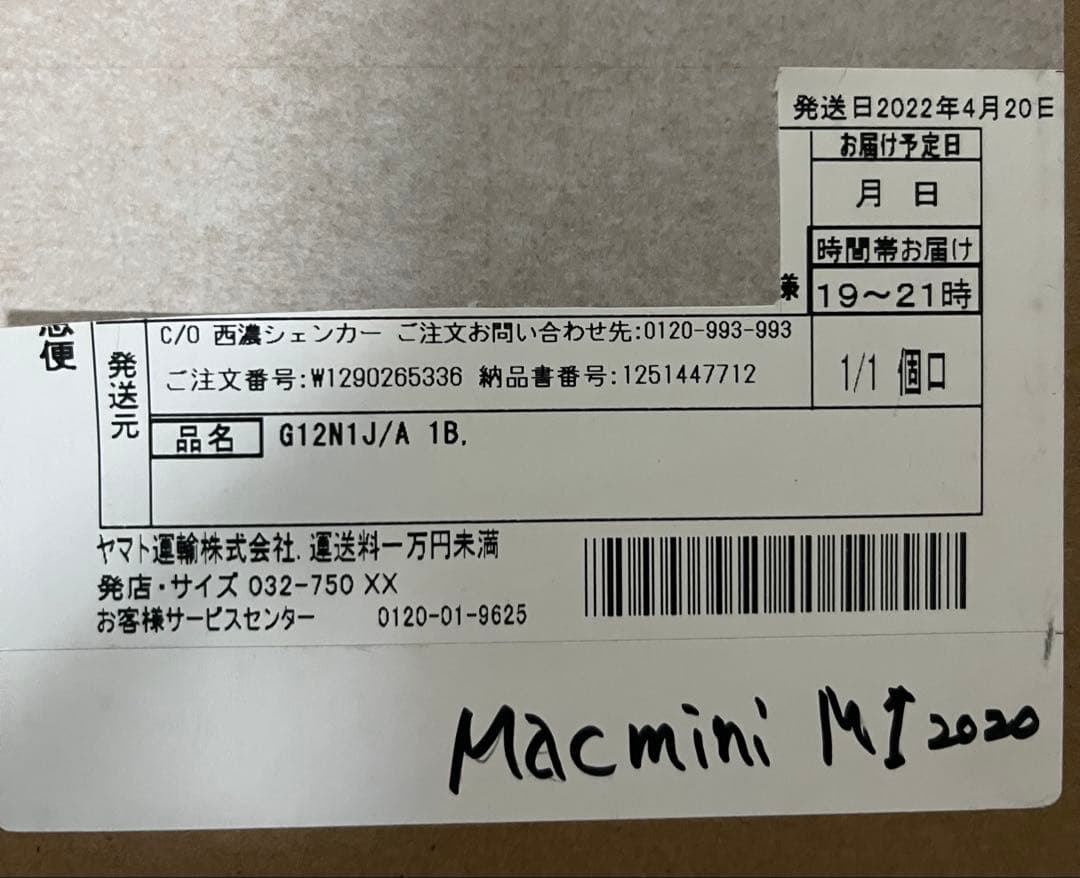 発送日2022年4月20日
お届け予定日
月 日
時間帯お届け
19〜21時
便
発送元
C/O 西濃シェンカー ご注文お問い合わせ先:0120-993-993
ご注文番号:W1290265336 納品書番号:1251447712
1/1 個口
品名 G12N1J/A 1B,
ヤマト運輸株式会社. 運送料一万円未満
発店・サイズ 032-750 XX
お客様サービスセンター 0120-01-9625
Macmini M1 2020